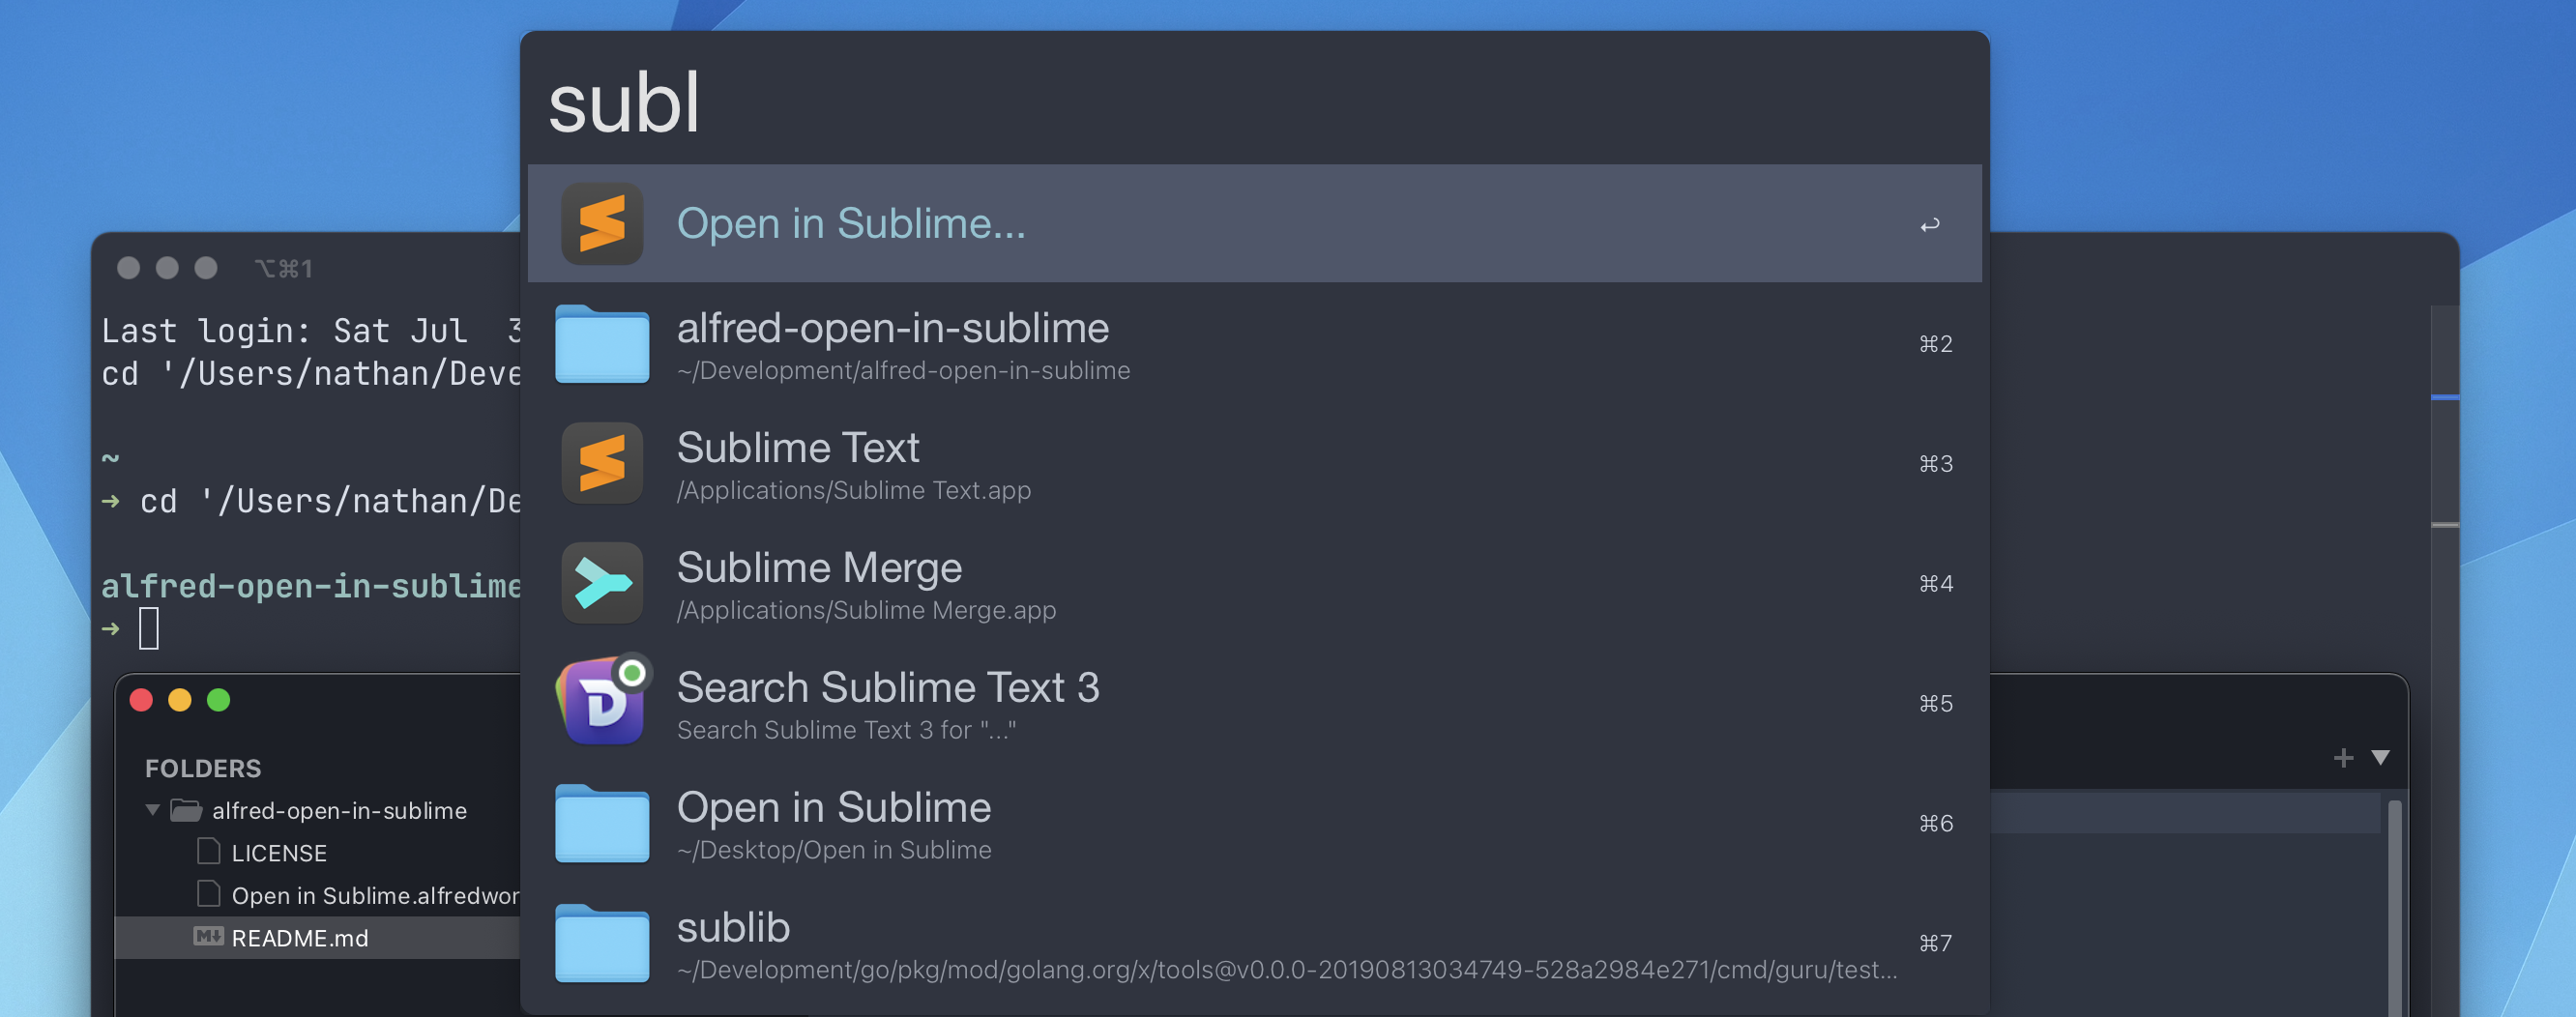 subl
Open in Sublime...
↩
alfred-open-in-sublime
~/Development/alfred-open-in-sublime
⌘2
Sublime Text
/Applications/Sublime Text.app
⌘3
Sublime Merge
/Applications/Sublime Merge.app
⌘4
Search Sublime Text 3
Search Sublime Text 3 for "..."
⌘5
Open in Sublime
~/Desktop/Open in Sublime
⌘6
sublib
~/Development/go/pkg/mod/golang.org/x/tools@v0.0.0-20190813034749-528a2984e271/cmd/guru/test...
⌘7
⌥⌘1
Last login: Sat Jul 3
cd '/Users/nathan/Deve
~
➜ cd '/Users/nathan/De
alfred-open-in-sublime
➜
FOLDERS
alfred-open-in-sublime
LICENSE
Open in Sublime.alfredwor
README.md